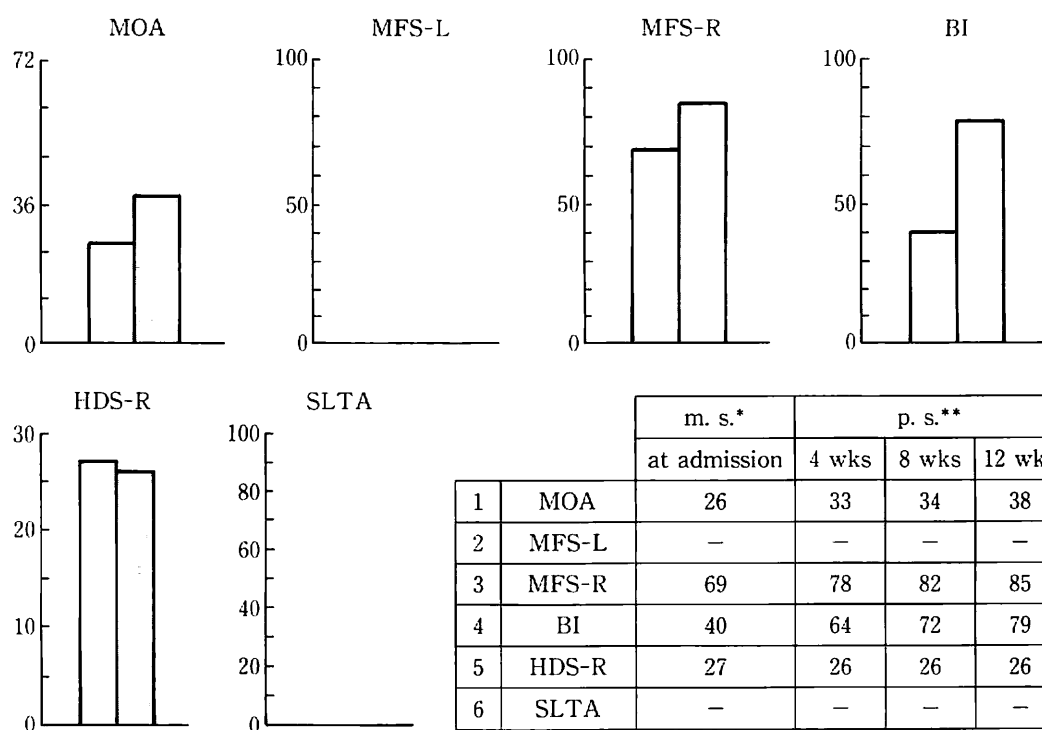 MOA MFS-L MFS-R BI
72 100 100 100
36 50 50 50
0 0 0 0
HDS-R SLTA
30 100
80
20 60
10 40
20
0 0
m. s.* p. s.**
at admission 4 wks 8 wks 12 wk
1 MOA 26 33 34 38
2 MFS-L − − − −
3 MFS-R 69 78 82 85
4 BI 40 64 72 79
5 HDS-R 27 26 26 26
6 SLTA − − − −